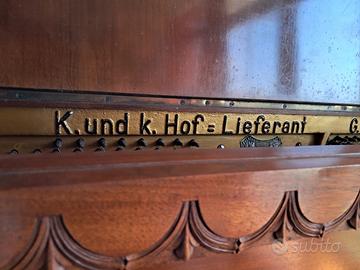 K. und k. Hof=Lieferant G.
subito